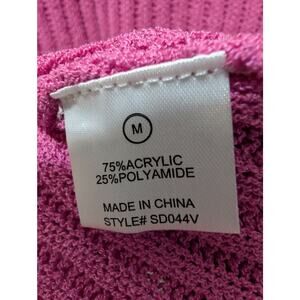 M
75%ACRYLIC
25%POLYAMIDE
MADE IN CHINA
STYLE# SD044V